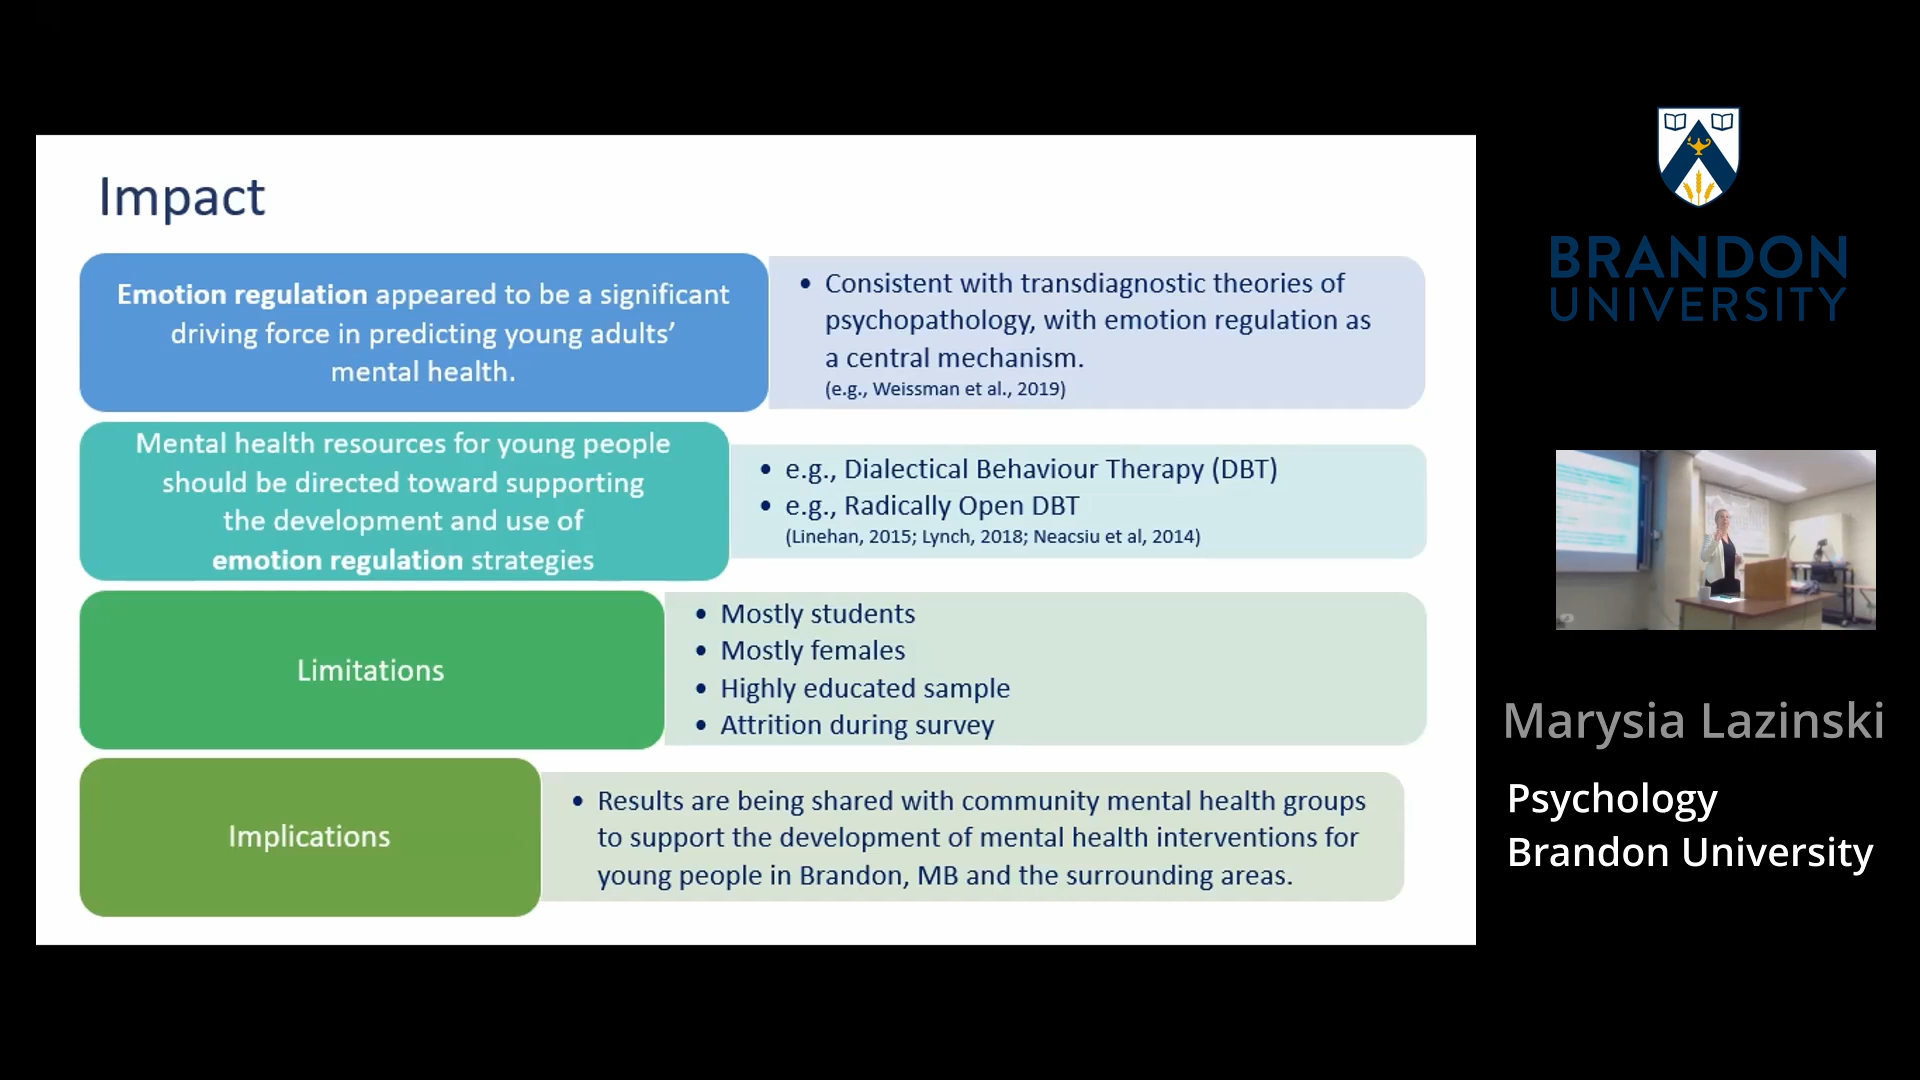 Impact
Emotion regulation appeared to be a significant
driving force in predicting young adults’
mental health.
• Consistent with transdiagnostic theories of
psychopathology, with emotion regulation as
a central mechanism.
(e.g., Weissman et al., 2019)
Mental health resources for young people
should be directed toward supporting
the development and use of
emotion regulation strategies
• e.g., Dialectical Behaviour Therapy (DBT)
• e.g., Radically Open DBT
(Linehan, 2015; Lynch, 2018; Neacsiu et al, 2014)
Limitations
• Mostly students
• Mostly females
• Highly educated sample
• Attrition during survey
Implications
• Results are being shared with community mental health groups
to support the development of mental health interventions for
young people in Brandon, MB and the surrounding areas.
BRANDON
UNIVERSITY
Marysia Lazinski
Psychology
Brandon University